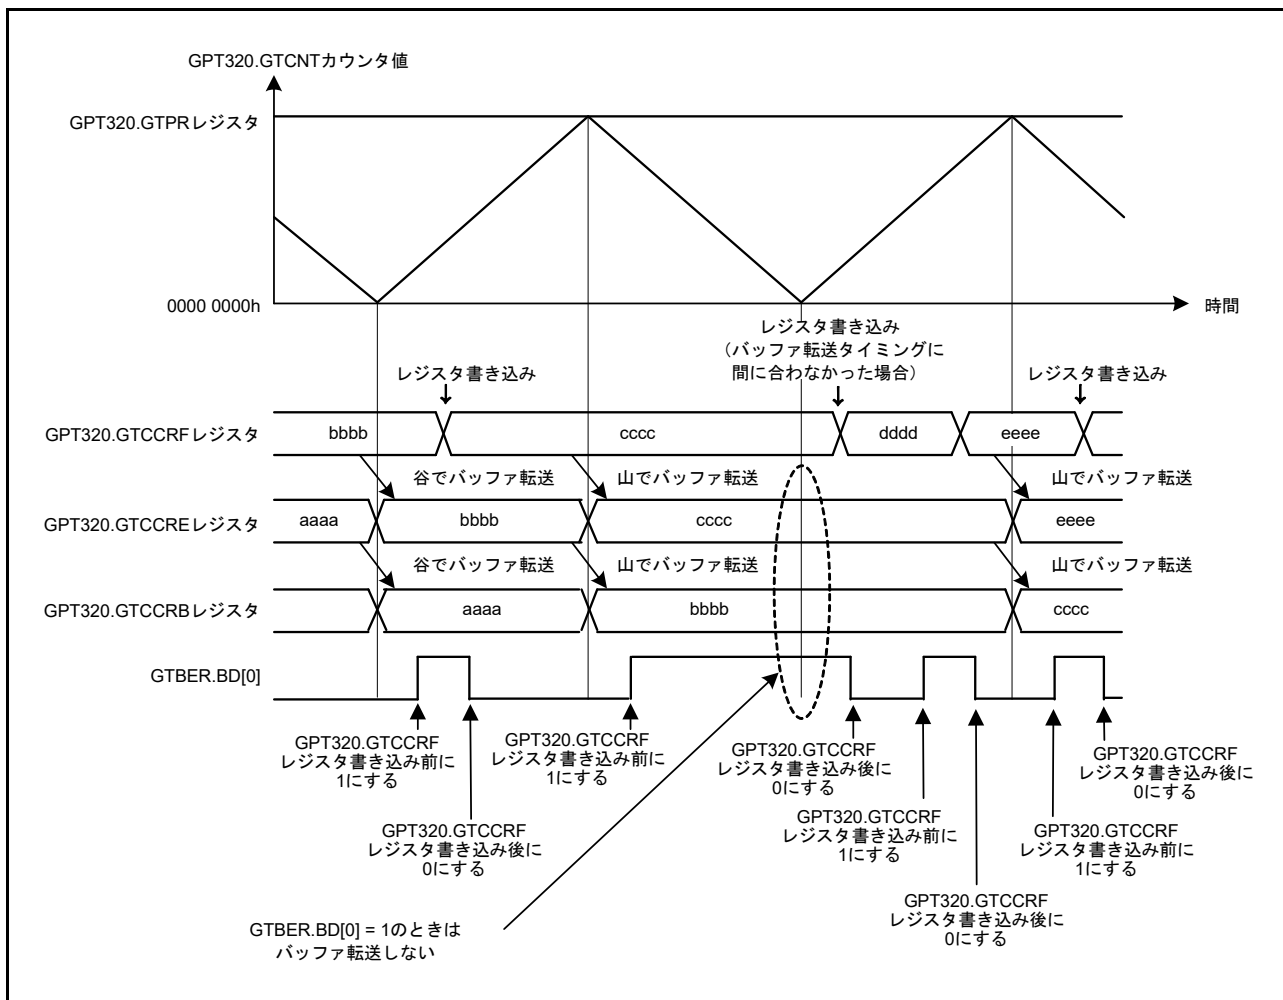 GPT320.GTCNTカウンタ値
GPT320.GTPRレジスタ
0000 0000h
時間
レジスタ書き込み
レジスタ書き込み
(バッファ転送タイミングに
間に合わなかった場合)
レジスタ書き込み
GPT320.GTCCRFレジスタ
bbbb
cccc
dddd
eeee
谷でバッファ転送
山でバッファ転送
山でバッファ転送
GPT320.GTCCREレジスタ
aaaa
bbbb
cccc
eeee
谷でバッファ転送
山でバッファ転送
山でバッファ転送
GPT320.GTCCRBレジスタ
aaaa
bbbb
cccc
GTBER.BD[0]
GPT320.GTCCRF
レジスタ書き込み前に
1にする
GPT320.GTCCRF
レジスタ書き込み後に
0にする
GPT320.GTCCRF
レジスタ書き込み前に
1にする
GPT320.GTCCRF
レジスタ書き込み後に
0にする
GPT320.GTCCRF
レジスタ書き込み前に
1にする
GPT320.GTCCRF
レジスタ書き込み後に
0にする
GPT320.GTCCRF
レジスタ書き込み前に
1にする
GPT320.GTCCRF
レジスタ書き込み後に
0にする
GTBER.BD[0] = 1のときは
バッファ転送しない